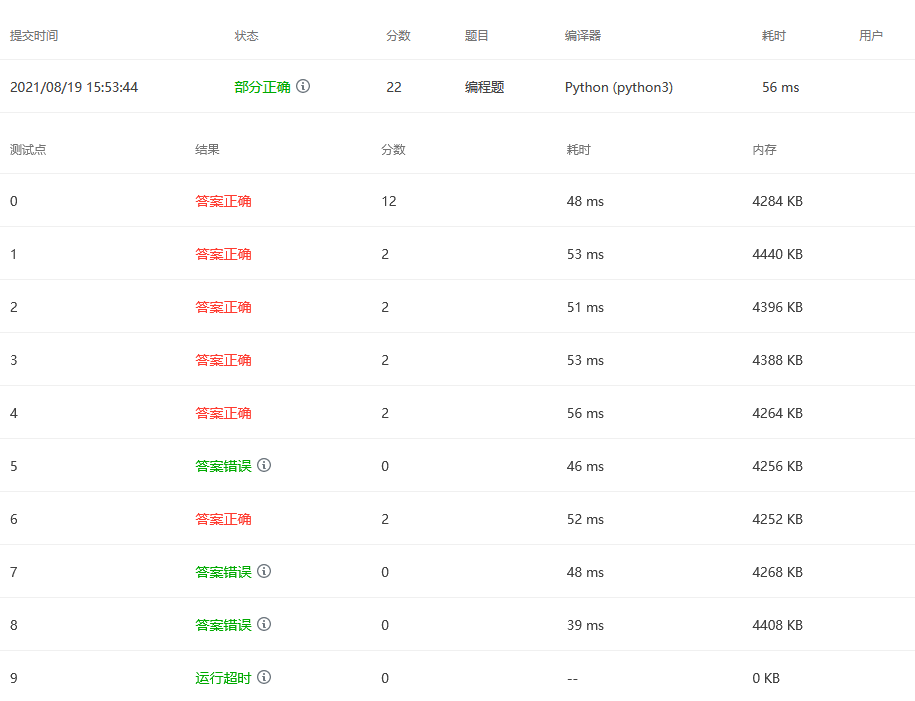 提交时间 状态 分数 题目 编译器 耗时 用户
2021/08/19 15:53:44 部分正确 22 编程题 Python (python3) 56 ms
测试点 结果 分数 耗时 内存
0 答案正确 12 48 ms 4284 KB
1 答案正确 2 53 ms 4440 KB
2 答案正确 2 51 ms 4396 KB
3 答案正确 2 53 ms 4388 KB
4 答案正确 2 56 ms 4264 KB
5 答案错误 0 46 ms 4256 KB
6 答案正确 2 52 ms 4252 KB
7 答案错误 0 48 ms 4268 KB
8 答案错误 0 39 ms 4408 KB
9 运行超时 0 -- 0 KB